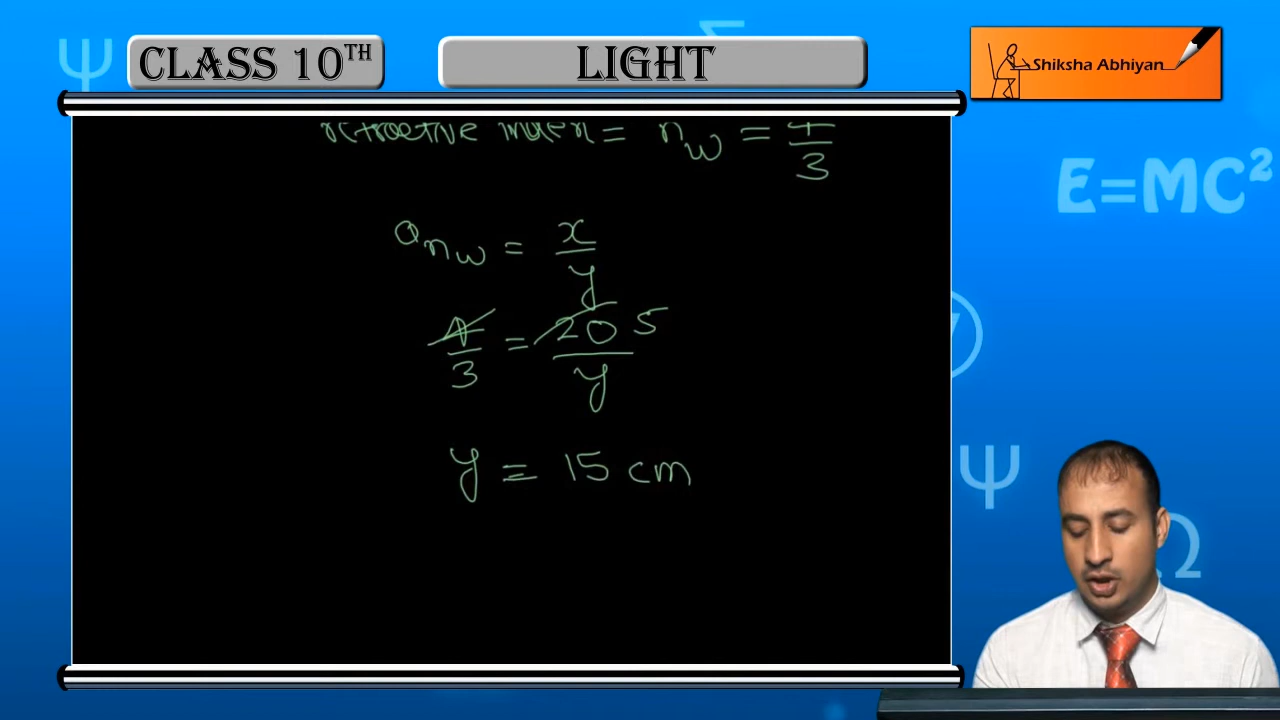 CLASS 10TH
LIGHT
Shiksha Abhiyan
E=MC²
refractive index = nw = 4/3
anw = x/y
4/3 = 20/y 5
y = 15 cm
Ψ
Ψ
Ω